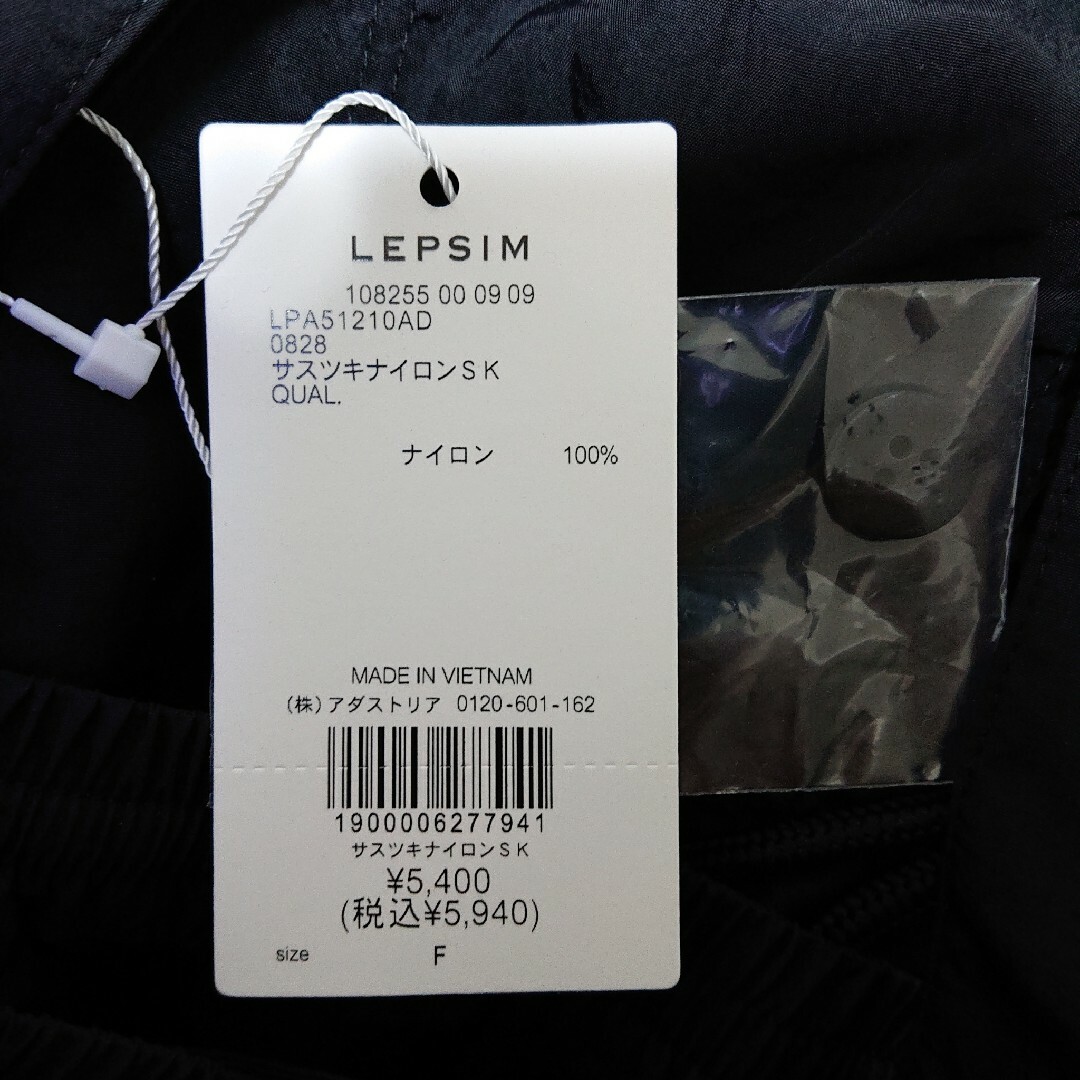 LEPSIM
108255 00 09 09
LPA51210AD
0828
サスツキナイロンＳＫ
QUAL.
ナイロン 100%
MADE IN VIETNAM
(株)アダストリア 0120-601-162
1900006277941
サスツキナイロンＳＫ
¥5,400
(税込¥5,940)
size F